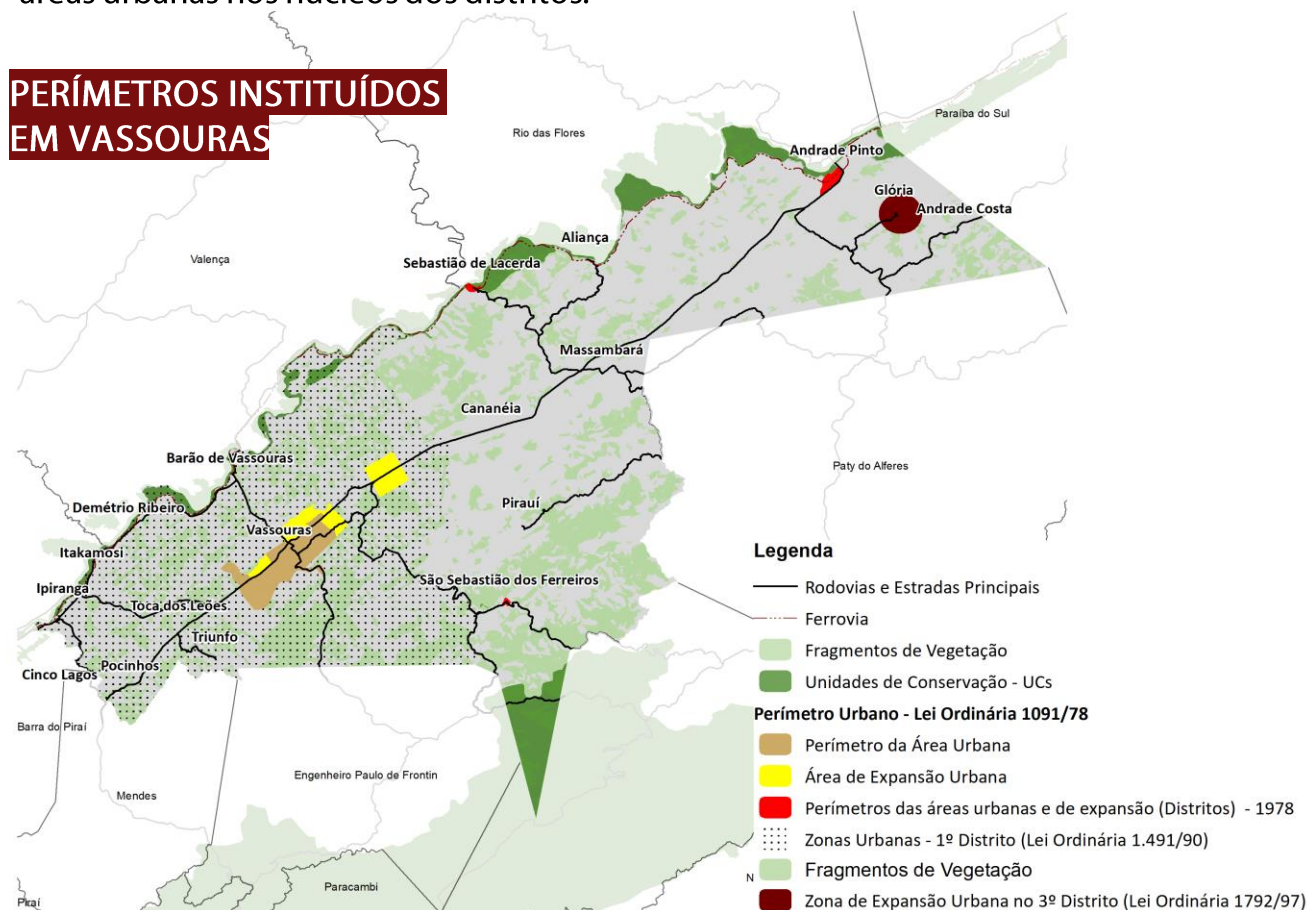 áreas urbanas nos núcleos dos distritos.
PERÍMETROS INSTITUÍDOS
EM VASSOURAS
Rio das Flores
Paraíba do Sul
Andrade Pinto
Glória
Andrade Costa
Aliança
Valença
Sebastião de Lacerda
Massambará
Cananéia
Barão de Vassouras
Paty do Alferes
Demétrio Ribeiro
Pirauí
Vassouras
Itakamosi
Ipiranga
São Sebastião dos Ferreiros
Toca dos Leões
Triunfo
Pocinhos
Cinco Lagos
Barra do Piraí
Engenheiro Paulo de Frontin
Mendes
Paracambi
Piraí
N
Legenda
Rodovias e Estradas Principais
Ferrovia
Fragmentos de Vegetação
Unidades de Conservação - UCs
Perímetro Urbano - Lei Ordinária 1091/78
Perímetro da Área Urbana
Área de Expansão Urbana
Perímetros das áreas urbanas e de expansão (Distritos) - 1978
Zonas Urbanas - 1º Distrito (Lei Ordinária 1.491/90)
Fragmentos de Vegetação
Zona de Expansão Urbana no 3º Distrito (Lei Ordinária 1792/97)